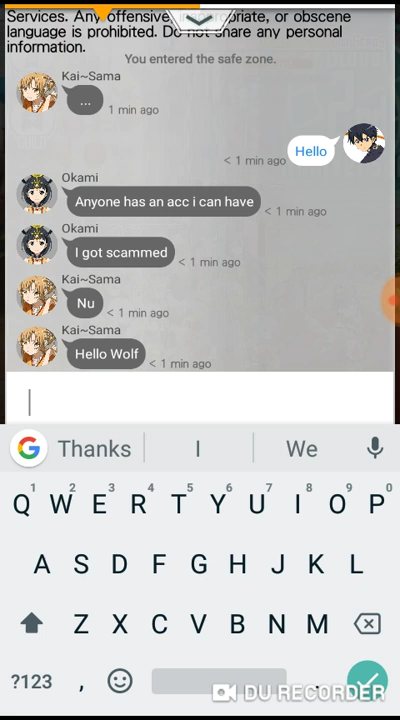 Services. Any offensive,
language is prohibited. Do not share any personal
information.
You entered the safe zone.
Kai~Sama
...
1 min ago
Hello
< 1 min ago
Okami
Anyone has an acc i can have
< 1 min ago
Okami
I got scammed
< 1 min ago
Kai~Sama
Nu
< 1 min ago
Kai~Sama
Hello Wolf
< 1 min ago
G Thanks I We
1 2 3 4 5 6 7 8 9 0
Q W E R T Y U I O P
A S D F G H J K L
Z X C V B N M
?123 , .
DU RECORDER